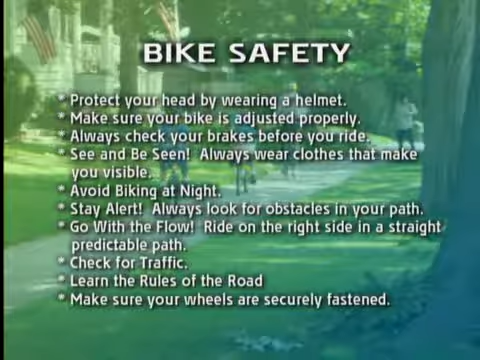 BIKE SAFETY
* Protect your head by wearing a helmet.
* Make sure your bike is adjusted properly.
* Always check your brakes before you ride.
* See and Be Seen!  Always wear clothes that make
you visible.
* Avoid Biking at Night.
* Stay Alert!  Always look for obstacles in your path.
* Go With the Flow!  Ride on the right side in a straight
predictable path.
* Check for Traffic.
* Learn the Rules of the Road
* Make sure your wheels are securely fastened.